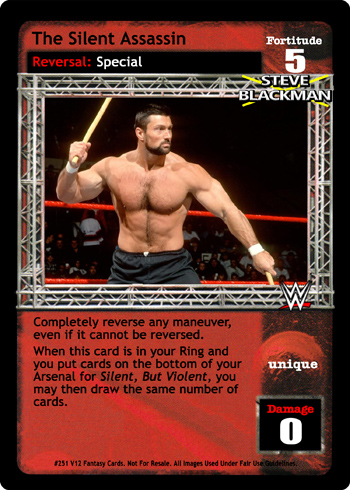 The Silent Assassin
Fortitude
5
Reversal: Special
STEVE
BLACKMAN
W
Completely reverse any maneuver,
even if it cannot be reversed.
When this card is in your Ring and
you put cards on the bottom of your
Arsenal for Silent, But Violent, you
may then draw the same number of
cards.
unique
Damage
0
#251 V12 Fantasy Cards. Not For Resale. All Images Used Under Fair Use Guidelines.